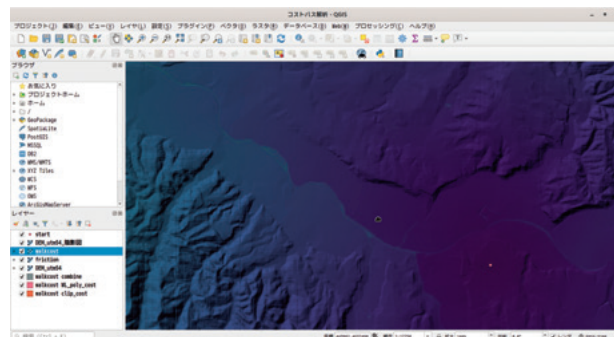 コストパス解析 - QGIS
プロジェクト(J) 編集(E) ビュー(V) レイヤ(L) 設定(S) プラグイン(P) ベクタ(O) ラスタ(R) データベース(D) Web(W) プロセッシング(C) ヘルプ(H)
ブラウザ
お気に入り
プロジェクトホーム
ホーム
/
GeoPackage
SpatiaLite
PostGIS
MSSQL
DB2
WMS/WMTS
XYZ Tiles
WCS
WFS
OWS
ArcGisMapServer
レイヤー
start
DEM_utm54_陰影図
walkcost
friction
DEM_utm54
walkcost combine
walkcost WL_poly_cost
walkcost clip_cost